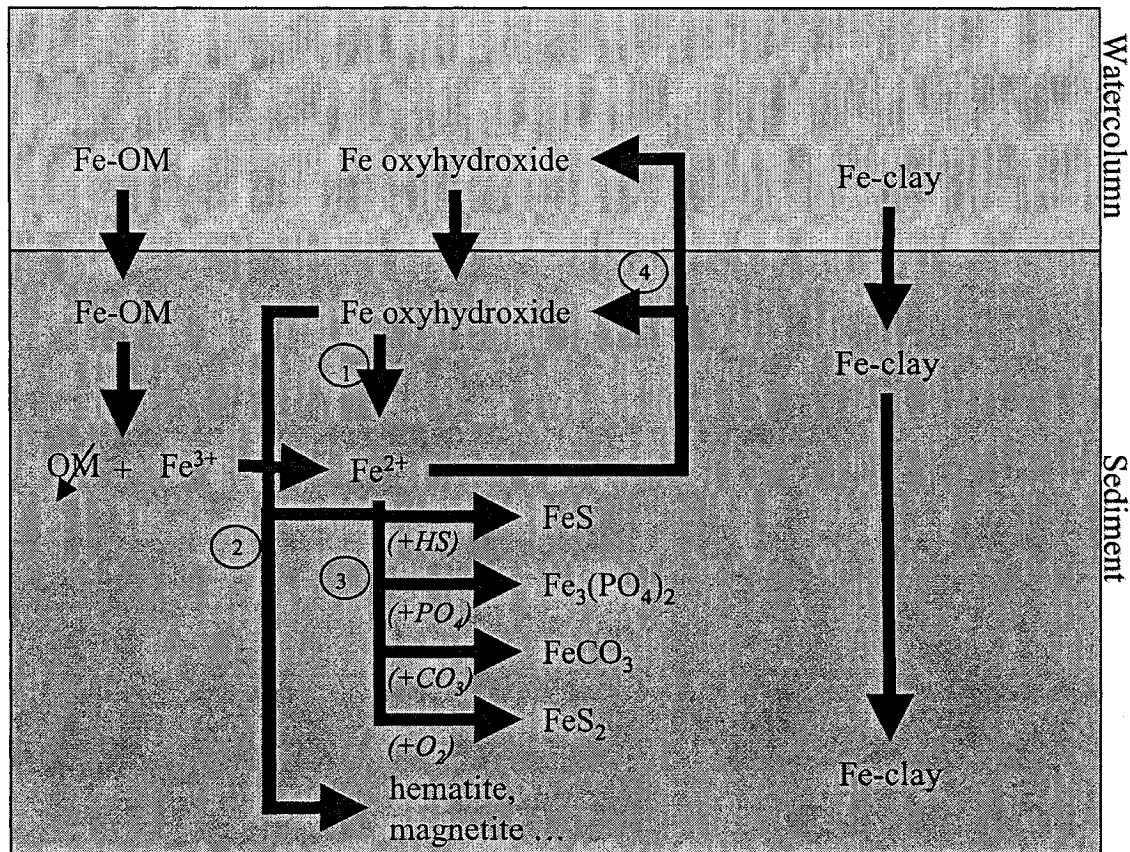 Watercolumn
Fe-OM
Fe oxyhydroxide
Fe-clay
4
Fe-OM
Fe oxyhydroxide
Fe-clay
1
OM + Fe³⁺
Fe²⁺
Sediment
FeS
(+HS)
2
3
Fe₃(PO₄)₂
(+PO₄)
FeCO₃
(+CO₃)
FeS₂
(+O₂)
Fe-clay
hematite,
magnetite ...